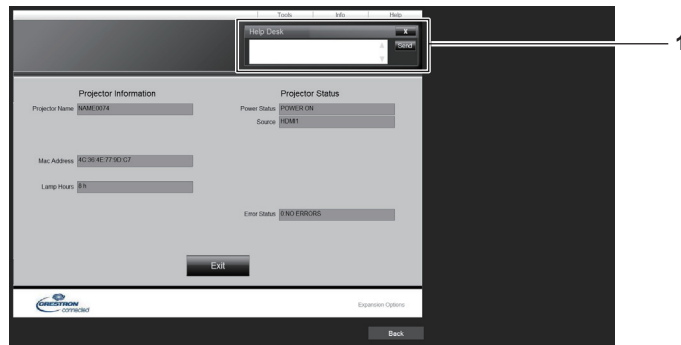 Tools Info Help
Help Desk X
Send
1
Projector Information Projector Status
Projector Name NAME0074 Power Status POWER ON
Source HDMI1
Mac Address 4C:36:4E:77:9D:C7
Lamp Hours 8 h
Error Status 0:NO ERRORS
Exit
CRESTRON
connected
Expansion Options
Back